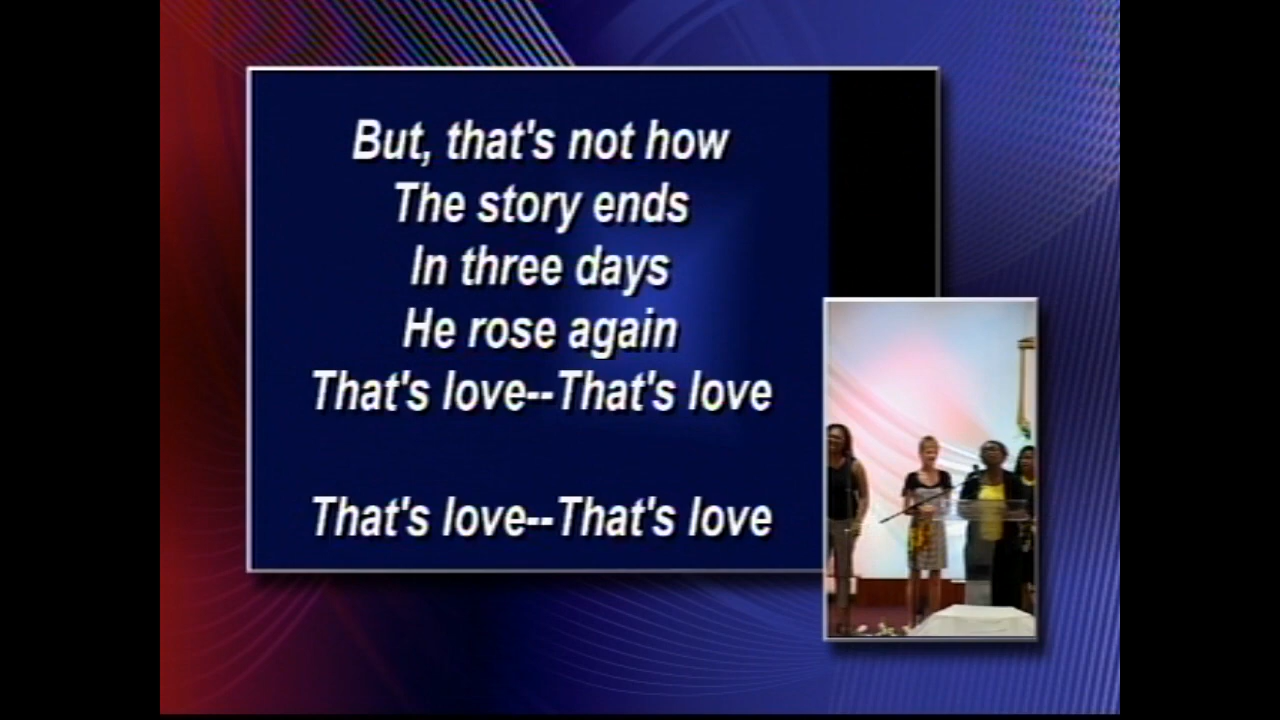 But, that's not how
The story ends
In three days
He rose again
That's love--That's love
That's love--That's love